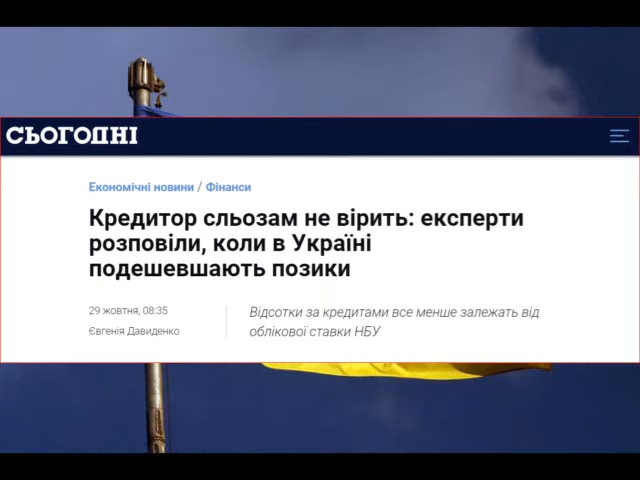 СЬОГОДНІ
Економічні новини / Фінанси
Кредитор сльозам не вірить: експерти
розповіли, коли в Україні
подешевшають позики
29 жовтня, 08:35
Євгенія Давиденко
Відсотки за кредитами все менше залежать від
облікової ставки НБУ